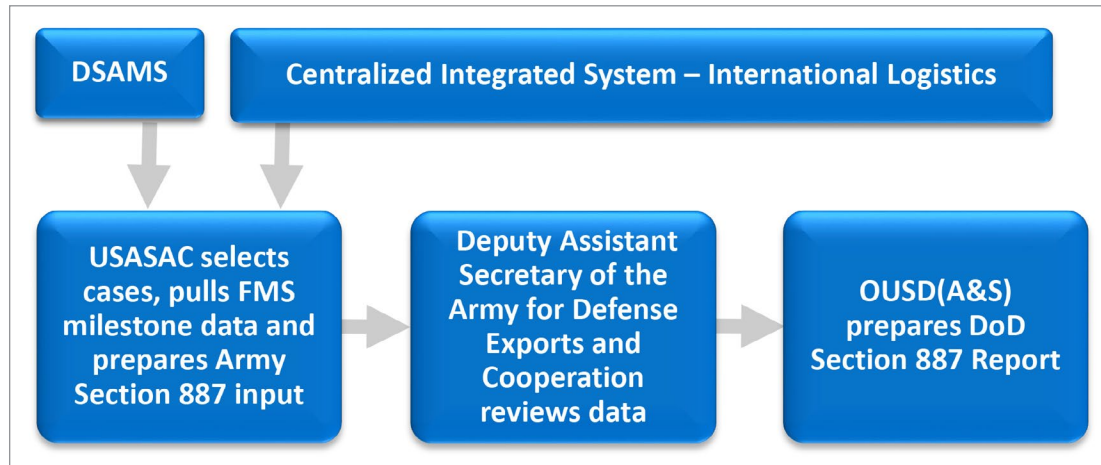 DSAMS
Centralized Integrated System – International Logistics
USASAC selects
cases, pulls FMS
milestone data and
prepares Army
Section 887 input
Deputy Assistant
Secretary of the
Army for Defense
Exports and
Cooperation
reviews data
OUSD(A&S)
prepares DoD
Section 887 Report